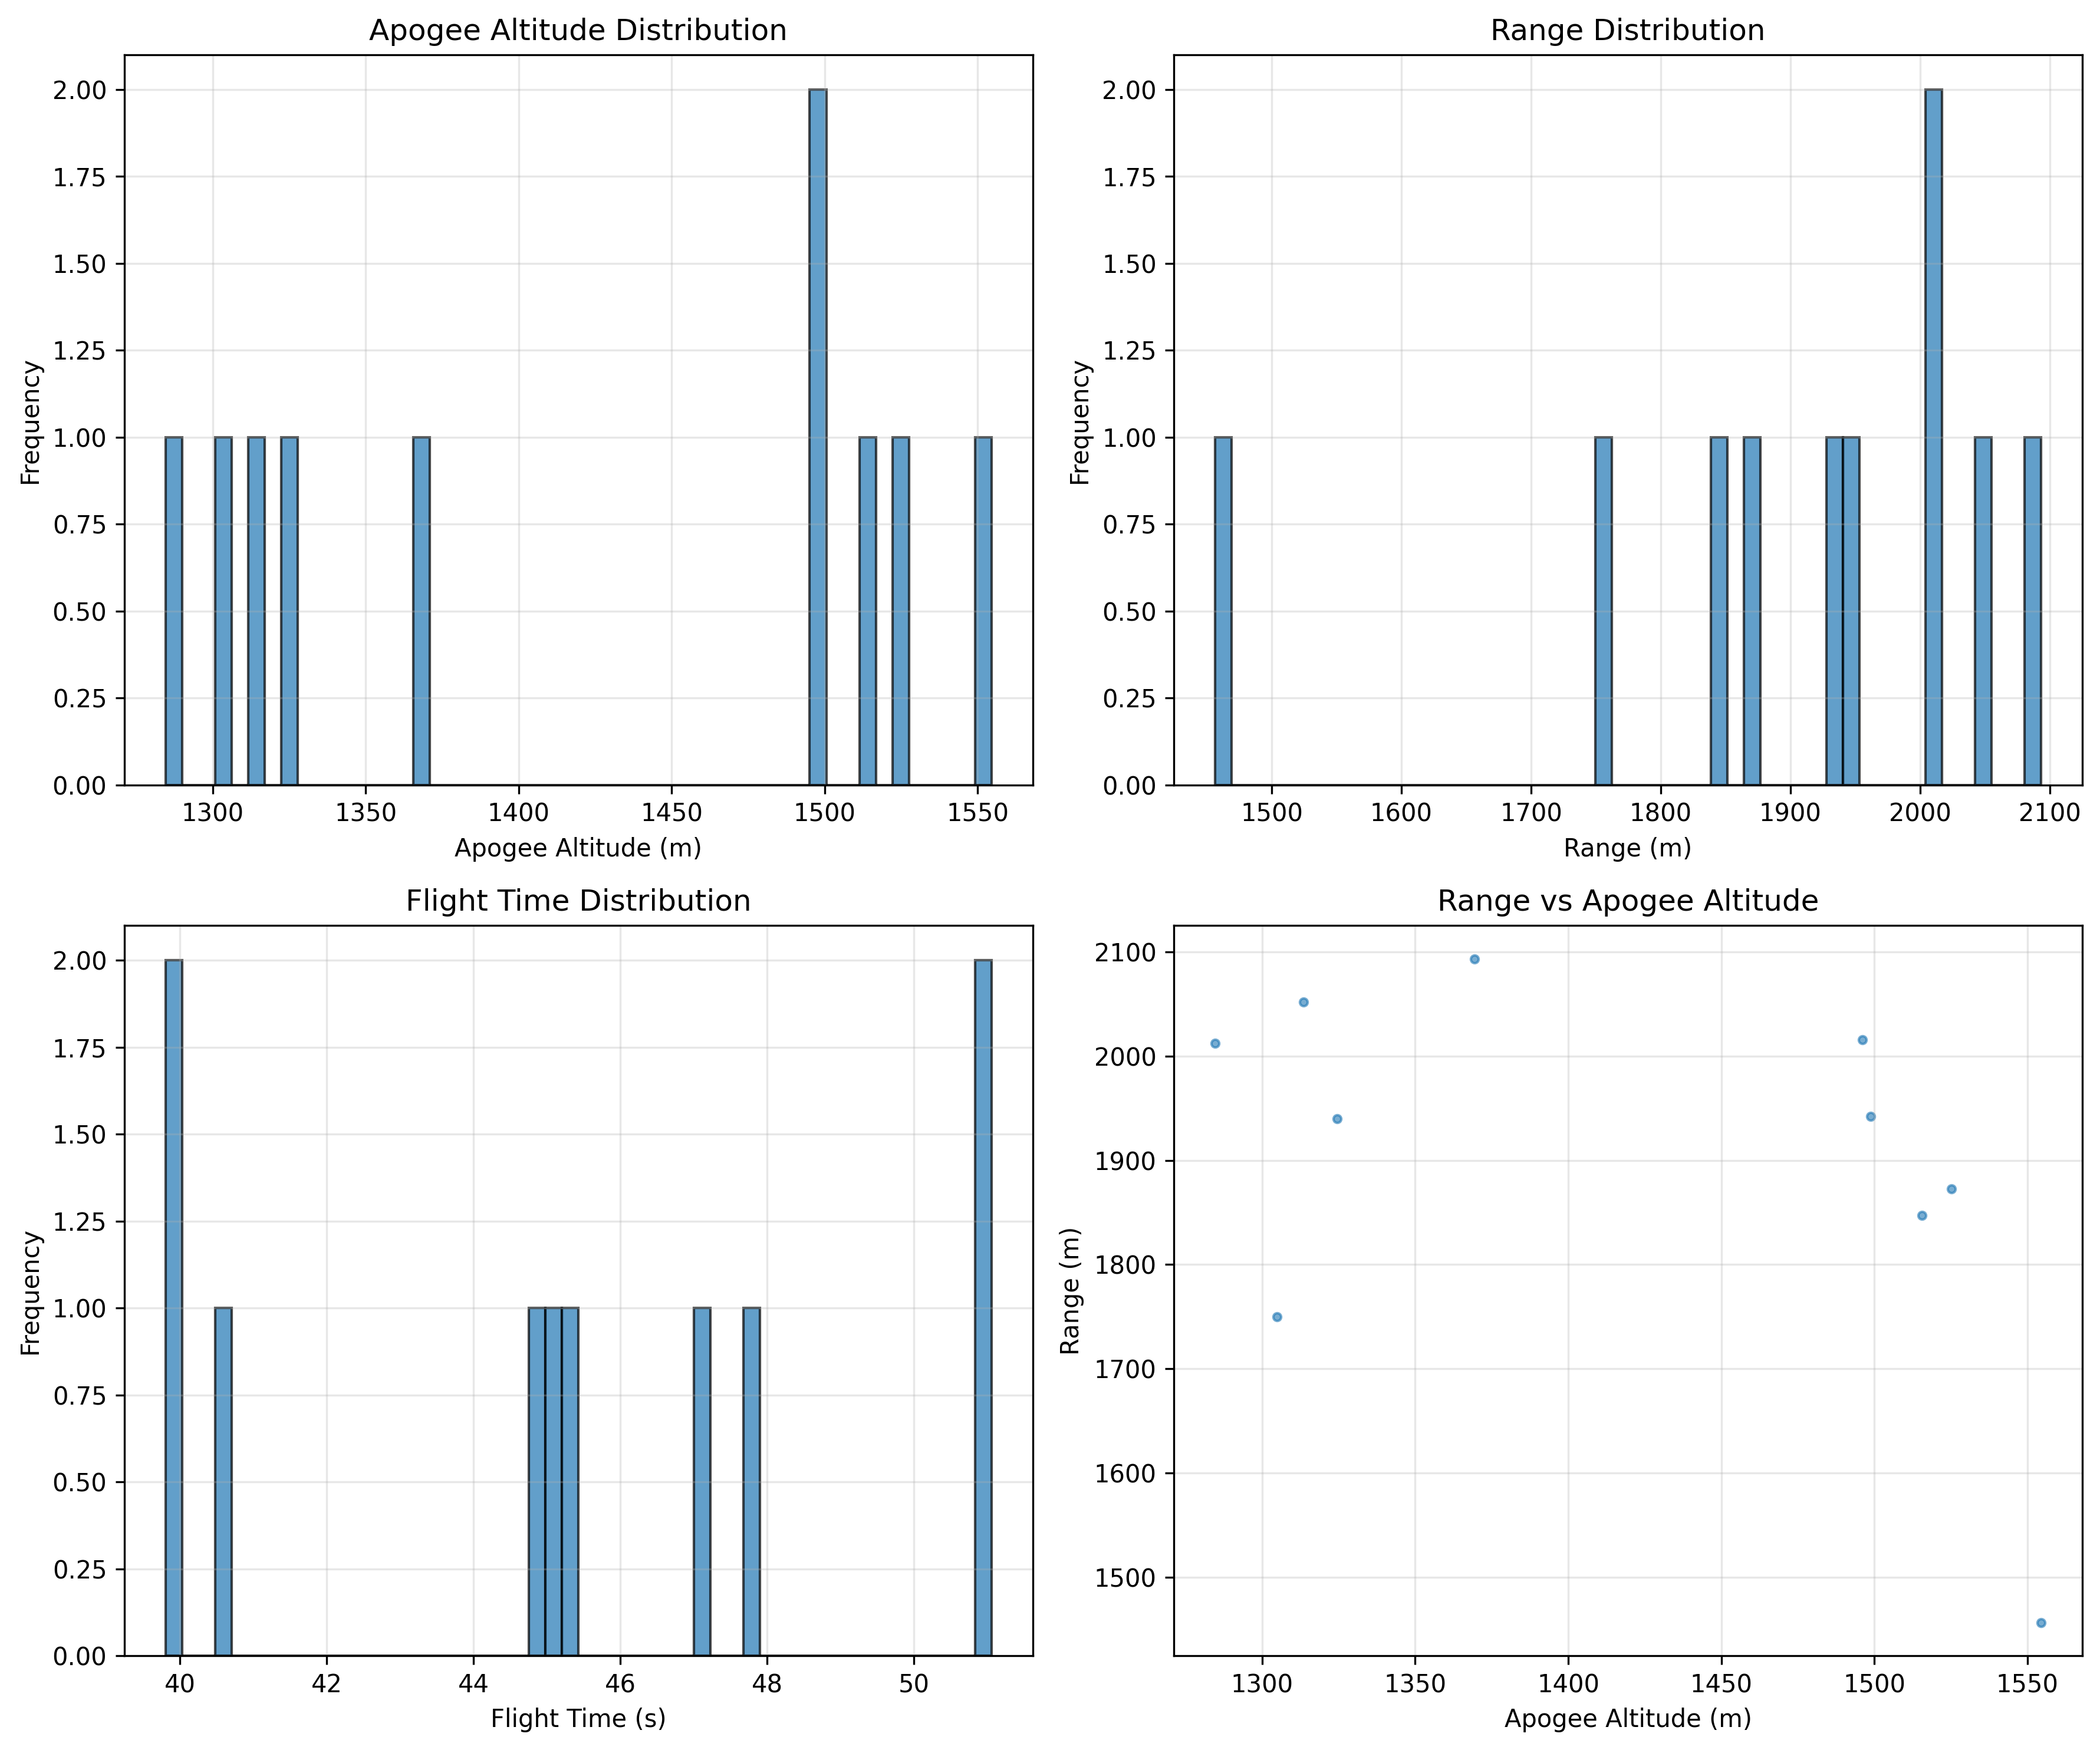 Apogee Altitude Distribution
Frequency
2.00
1.75
1.50
1.25
1.00
0.75
0.50
0.25
0.00
1300 1350 1400 1450 1500 1550
Apogee Altitude (m)
Range Distribution
Frequency
2.00
1.75
1.50
1.25
1.00
0.75
0.50
0.25
0.00
1500 1600 1700 1800 1900 2000 2100
Range (m)
Flight Time Distribution
Frequency
2.00
1.75
1.50
1.25
1.00
0.75
0.50
0.25
0.00
40 42 44 46 48 50
Flight Time (s)
Range vs Apogee Altitude
Range (m)
2100
2000
1900
1800
1700
1600
1500
1300 1350 1400 1450 1500 1550
Apogee Altitude (m)